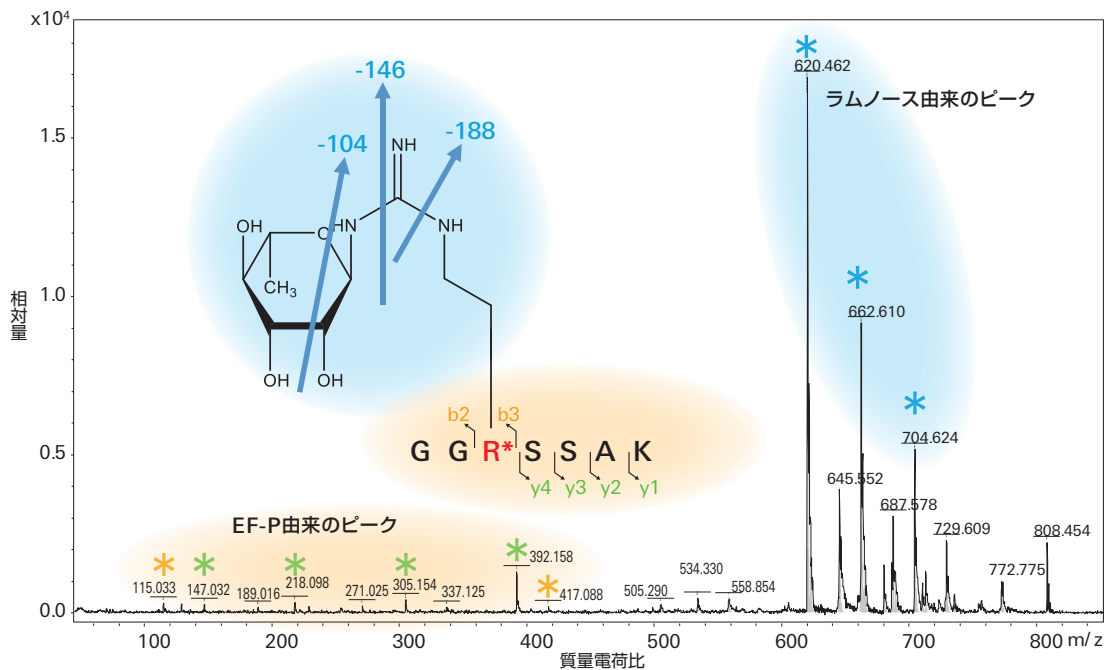 x10⁴
1.5
1.0
0.5
0.0
相対量
-146
-104
-188
NH
OH
O
HN
NH
CH₃
OH
OH
b2
b3
G G R* S S A K
y4 y3 y2 y1
EF-P由来のピーク
ラムノース由来のピーク
620.462
662.610
704.624
645.552
687.578
729.609
808.454
772.775
115.033
147.032
189.016
218.098
271.025
305.154
337.125
392.158
417.088
505.290
534.330
558.854
100 200 300 400 500 600 700 800 m/z
質量電荷比